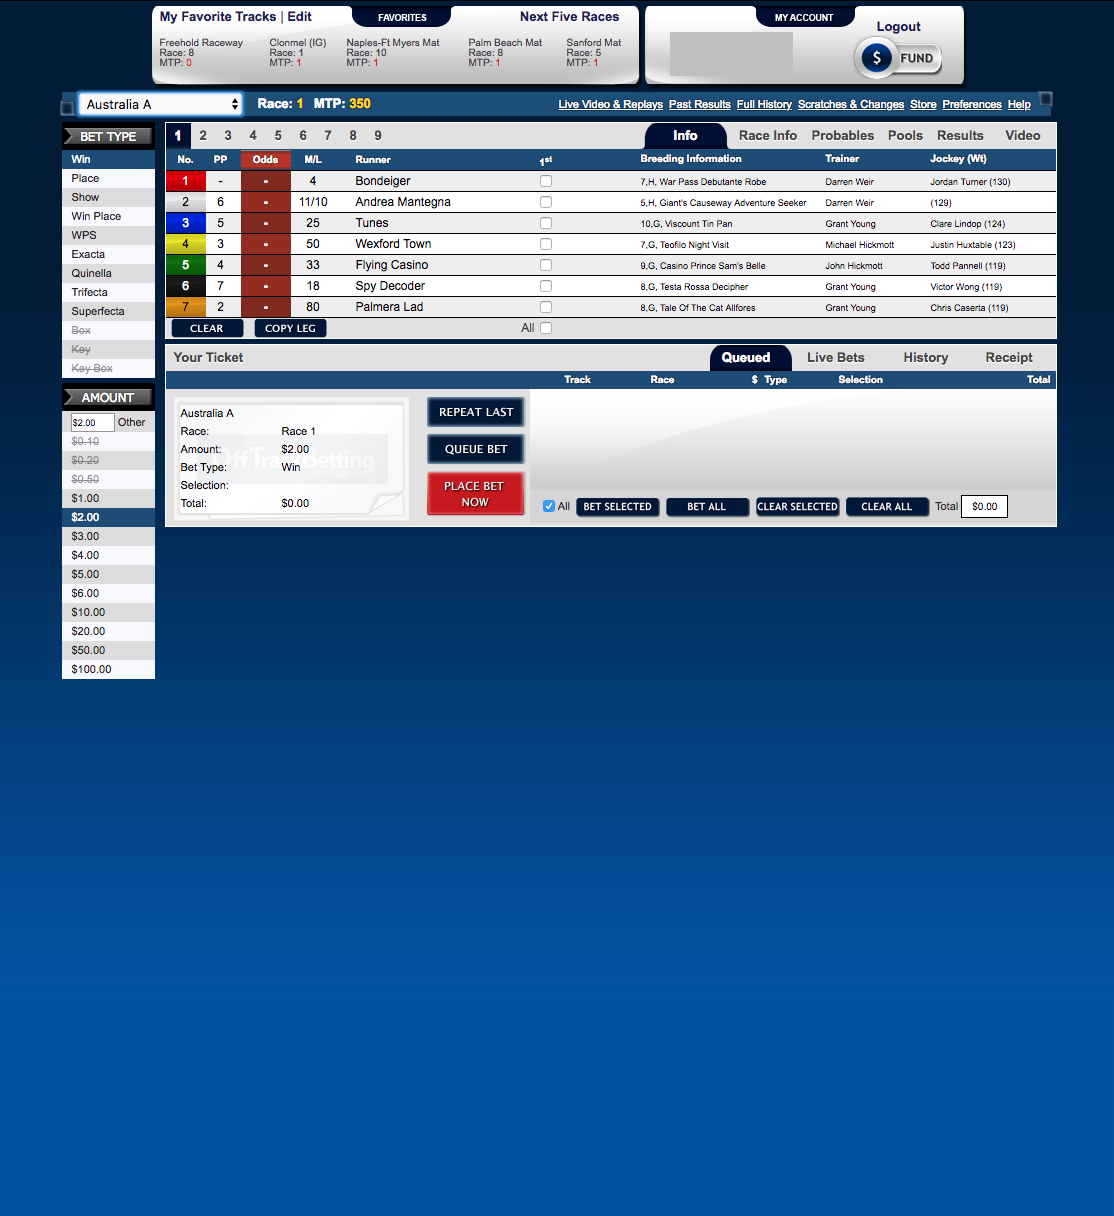 My Favorite Tracks | Edit
FAVORITES
Next Five Races
MY ACCOUNT
Logout
$ FUND
Freehold Raceway Clonmel (IG) Naples-Ft Myers Mat Palm Beach Mat Sanford Mat
Race: 8 Race: 1 Race: 10 Race: 8 Race: 5
MTP: 0 MTP: 1 MTP: 1 MTP: 1 MTP: 1
Australia A Race: 1 MTP: 350
Live Video & Replays Past Results Full History Scratches & Changes Store Preferences Help
BET TYPE
Win
Place
Show
Win Place
WPS
Exacta
Quinella
Trifecta
Superfecta
Box
Key
Key Box
AMOUNT
$2.00 Other
$0.10
$0.20
$0.50
$1.00
$2.00
$3.00
$4.00
$5.00
$6.00
$10.00
$20.00
$50.00
$100.00
1 2 3 4 5 6 7 8 9
Info Race Info Probables Pools Results Video
No. PP Odds M/L Runner 1st Breeding Information Trainer Jockey (Wt)
1 - - 4 Bondeiger 7,H, War Pass Debutante Robe Darren Weir Jordan Turner (130)
2 6 - 11/10 Andrea Mantegna 5,H, Giant's Causeway Adventure Seeker Darren Weir (129)
3 5 - 25 Tunes 10,G, Viscount Tin Pan Grant Young Clare Lindop (124)
4 3 - 50 Wexford Town 7,G, Teofilo Night Visit Michael Hickmott Justin Huxtable (123)
5 4 - 33 Flying Casino 9,G, Casino Prince Sam's Belle John Hickmott Todd Pannell (119)
6 7 - 18 Spy Decoder 8,G, Testa Rossa Decipher Grant Young Victor Wong (119)
7 2 - 80 Palmera Lad 8,G, Tale Of The Cat Allfores Grant Young Chris Caserta (119)
CLEAR COPY LEG All
Your Ticket
Queued Live Bets History Receipt
Track Race $ Type Selection Total
Australia A
Race: Race 1
Amount: $2.00
OffTrackBetting
Bet Type: Win
Selection:
Total: $0.00
REPEAT LAST
QUEUE BET
PLACE BET
NOW
All BET SELECTED BET ALL CLEAR SELECTED CLEAR ALL Total $0.00